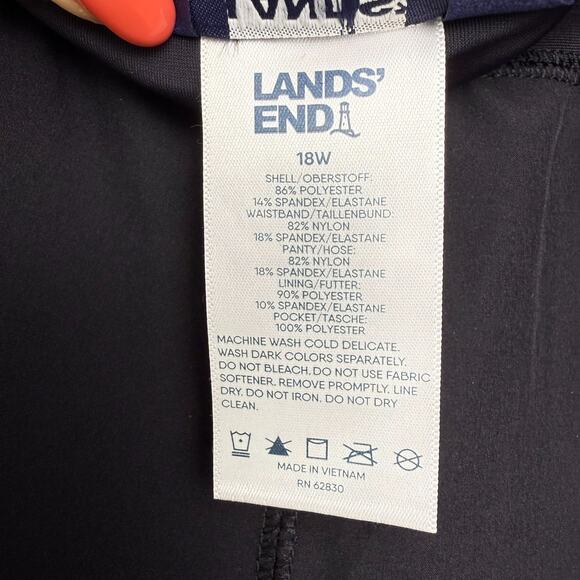 LANDS'
END
18W
SHELL/OBERSTOFF:
86% POLYESTER
14% SPANDEX/ELASTANE
WAISTBAND/TAILLENBUND:
82% NYLON
18% SPANDEX/ELASTANE
PANTY/HOSE:
82% NYLON
18% SPANDEX/ELASTANE
LINING/FUTTER:
90% POLYESTER
10% SPANDEX/ELASTANE
POCKET/TASCHE:
100% POLYESTER
MACHINE WASH COLD DELICATE.
WASH DARK COLORS SEPARATELY.
DO NOT BLEACH. DO NOT USE FABRIC
SOFTENER. REMOVE PROMPTLY. LINE
DRY. DO NOT IRON. DO NOT DRY
CLEAN.
MADE IN VIETNAM
RN 62830